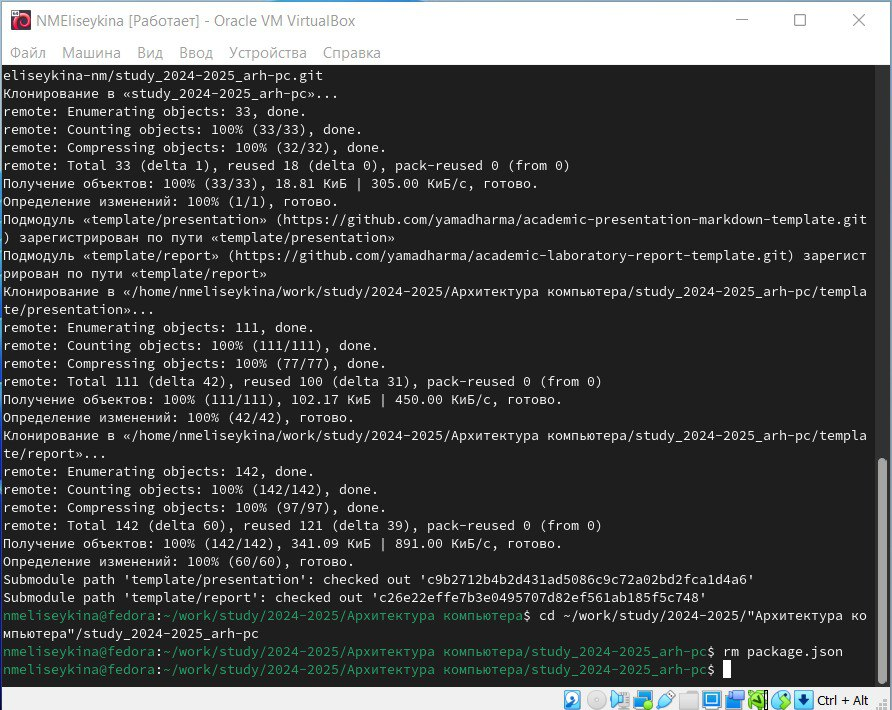 NMEliseykina [Работает] - Oracle VM VirtualBox
Файл Машина Вид Ввод Устройства Справка
eliseykina-nm/study_2024-2025_arh-pc.git
Клонирование в «study_2024-2025_arh-pc»...
remote: Enumerating objects: 33, done.
remote: Counting objects: 100% (33/33), done.
remote: Compressing objects: 100% (32/32), done.
remote: Total 33 (delta 1), reused 18 (delta 0), pack-reused 0 (from 0)
Получение объектов: 100% (33/33), 18.81 КиБ | 305.00 КиБ/с, готово.
Определение изменений: 100% (1/1), готово.
Подмодуль «template/presentation» (https://github.com/yamadharma/academic-presentation-markdown-template.git
) зарегистрирован по пути «template/presentation»
Подмодуль «template/report» (https://github.com/yamadharma/academic-laboratory-report-template.git) зарегист
рирован по пути «template/report»
Клонирование в «/home/nmeliseykina/work/study/2024-2025/Архитектура компьютера/study_2024-2025_arh-pc/templa
te/presentation»...
remote: Enumerating objects: 111, done.
remote: Counting objects: 100% (111/111), done.
remote: Compressing objects: 100% (77/77), done.
remote: Total 111 (delta 42), reused 100 (delta 31), pack-reused 0 (from 0)
Получение объектов: 100% (111/111), 102.17 КиБ | 450.00 КиБ/с, готово.
Определение изменений: 100% (42/42), готово.
Клонирование в «/home/nmeliseykina/work/study/2024-2025/Архитектура компьютера/study_2024-2025_arh-pc/templa
te/report»...
remote: Enumerating objects: 142, done.
remote: Counting objects: 100% (142/142), done.
remote: Compressing objects: 100% (97/97), done.
remote: Total 142 (delta 60), reused 121 (delta 39), pack-reused 0 (from 0)
Получение объектов: 100% (142/142), 341.09 КиБ | 891.00 КиБ/с, готово.
Определение изменений: 100% (60/60), готово.
Submodule path 'template/presentation': checked out 'c9b2712b4b2d431ad5086c9c72a02bd2fca1d4a6'
Submodule path 'template/report': checked out 'c26e22effe7b3e0495707d82ef561ab185f5c748'
nmeliseykina@fedora:~/work/study/2024-2025/Архитектура компьютера$ cd ~/work/study/2024-2025/"Архитектура ко
мпьютера"/study_2024-2025_arh-pc
nmeliseykina@fedora:~/work/study/2024-2025/Архитектура компьютера/study_2024-2025_arh-pc$ rm package.json
nmeliseykina@fedora:~/work/study/2024-2025/Архитектура компьютера/study_2024-2025_arh-pc$
Ctrl + Alt